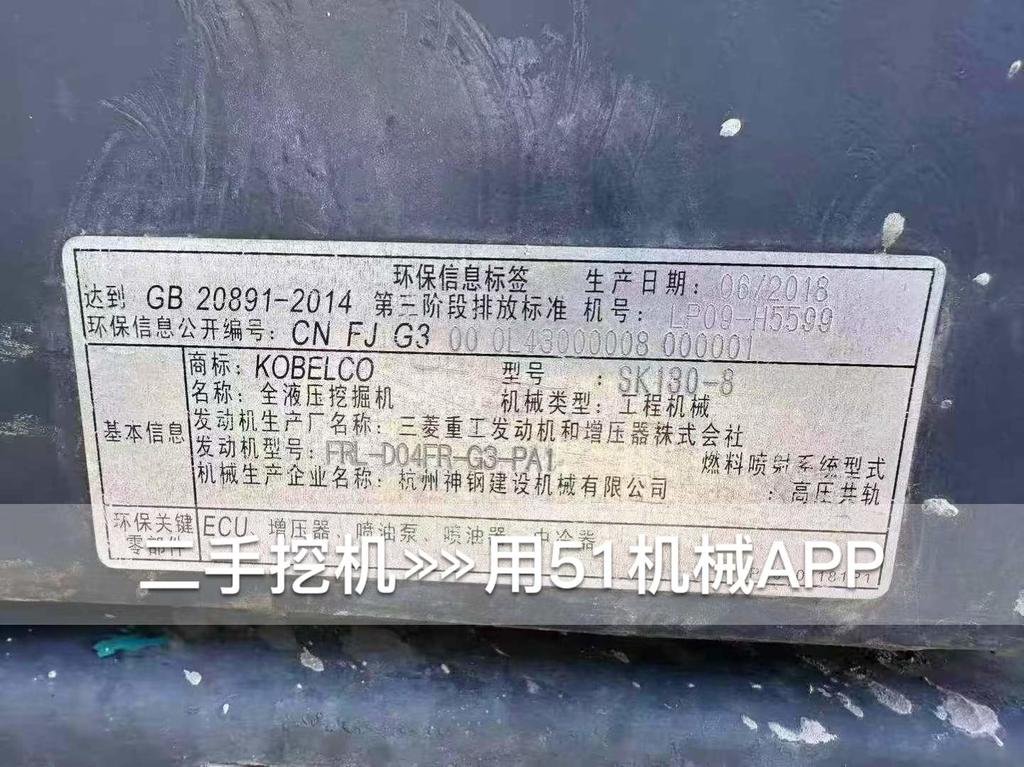 环保信息标签 生产日期: 06/2018
达到 GB 20891-2014 第三阶段排放标准 机号: LP09-H5599
环保信息公开编号: CN FJ G3 00 0L43000008 000001
基本信息
商标: KOBELCO 型号 : SK130-8
名称: 全液压挖掘机 机械类型: 工程机械
发动机生产厂名称: 三菱重工发动机和增压器株式会社
发动机型号: FRL-D04FR-G3-PA1 燃料喷射系统型式
机械生产企业名称: 杭州神钢建设机械有限公司 : 高压共轨
环保关键
零部件
ECU、增压器、喷油泵、喷油器、中冷器
二手挖机»»用51机械APP